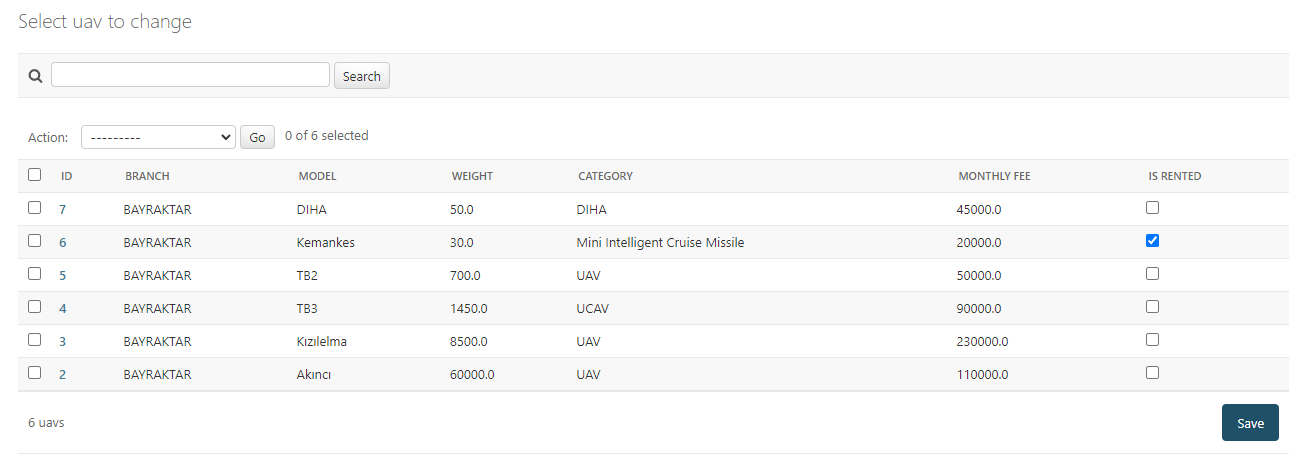 Select uav to change
Search
Action: --------- Go 0 of 6 selected
ID BRANCH MODEL WEIGHT CATEGORY MONTHLY FEE IS RENTED
7 BAYRAKTAR DIHA 50.0 DIHA 45000.0
6 BAYRAKTAR Kemankes 30.0 Mini Intelligent Cruise Missile 20000.0
5 BAYRAKTAR TB2 700.0 UAV 50000.0
4 BAYRAKTAR TB3 1450.0 UCAV 90000.0
3 BAYRAKTAR Kızılelma 8500.0 UAV 230000.0
2 BAYRAKTAR Akıncı 60000.0 UAV 110000.0
6 uavs Save